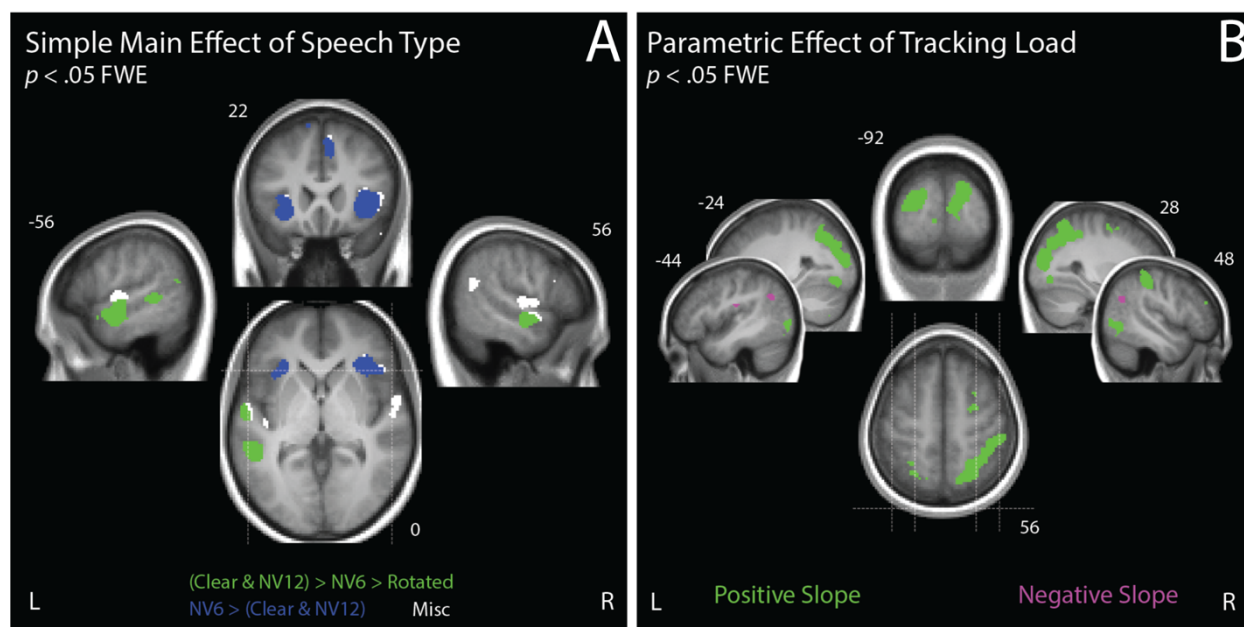 Simple Main Effect of Speech Type
A
p < .05 FWE
22
-56
56
0
(Clear & NV12) > NV6 > Rotated
NV6 > (Clear & NV12)
Misc
L
R
Parametric Effect of Tracking Load
B
p < .05 FWE
-92
-24
28
-44
48
56
Positive Slope
Negative Slope
L
R